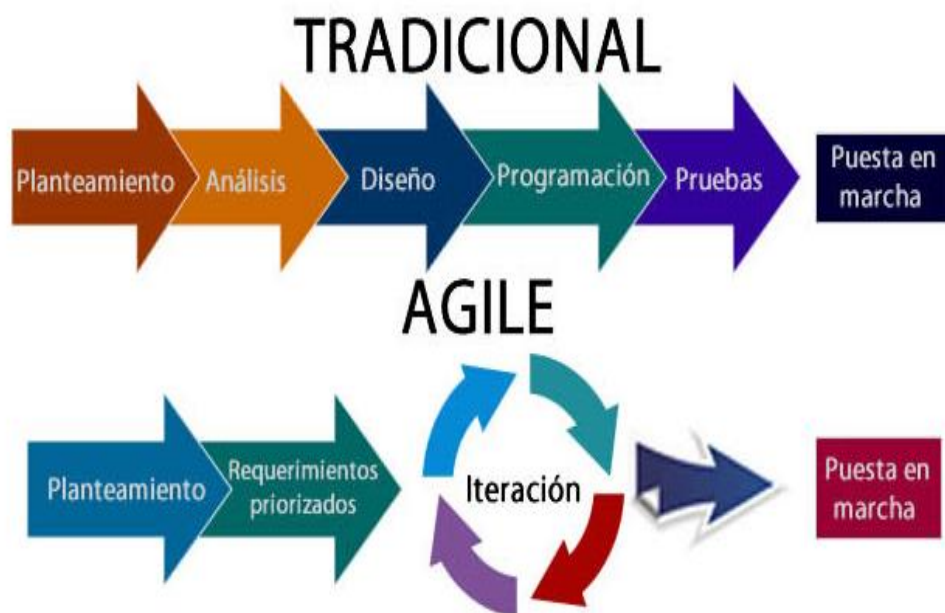 TRADICIONAL
Planteamiento
Análisis
Diseño
Programación
Pruebas
Puesta en
marcha
AGILE
Planteamiento
Requerimientos
priorizados
Iteración
Puesta en
marcha